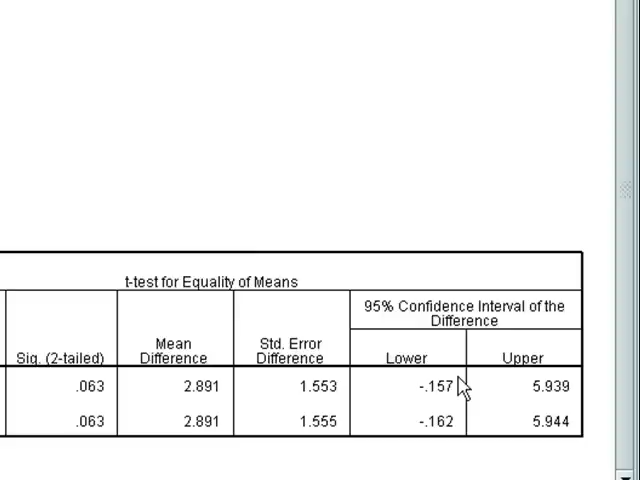 t-test for Equality of Means
95% Confidence Interval of the
Difference
Sig. (2-tailed)
Mean
Difference
Std. Error
Difference
Lower
Upper
.063 2.891 1.553 -.157 5.939
.063 2.891 1.555 -.162 5.944